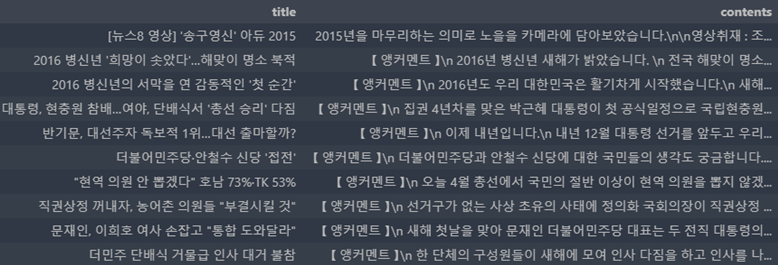 title contents
[뉴스8 영상] '송구영신' 아듀 2015 2015년을 마무리하는 의미로 노을을 카메라에 담아보았습니다.\n\n영상취재 : 조...
2016 병신년 '희망이 솟았다'...해맞이 명소 북적 【 앵커멘트 】\n 2016년 병신년 새해가 밝았습니다. \n 전국 해맞이 명소...
2016 병신년의 서막을 연 감동적인 '첫 순간' 【 앵커멘트 】\n 2016년도 우리 대한민국은 활기차게 시작했습니다.\n 새해...
대통령, 현충원 참배...여야, 단배식서 '총선 승리' 다짐 【 앵커멘트 】\n 집권 4년차를 맞은 박근혜 대통령이 첫 공식일정으로 국립현충원...
반기문, 대선주자 독보적 1위...대선 출마할까? 【 앵커멘트 】\n 이제 내년입니다.\n 내년 12월 대통령 선거를 앞두고 우리...
더불어민주당·안철수 신당 '접전' 【 앵커멘트 】\n 더불어민주당과 안철수 신당에 대한 국민들의 생각도 궁금합니다....
"현역 의원 안 뽑겠다" 호남 73%·TK 53% 【 앵커멘트 】\n 오늘 4월 총선에서 국민의 절반 이상이 현역 의원을 뽑지 않겠...
직권상정 꺼내자, 농어촌 의원들 "부결시킬 것" 【 앵커멘트 】\n 선거구가 없는 사상 초유의 사태에 정의화 국회의장이 직권상정 ...
문재인, 이희호 여사 손잡고 "통합 도와달라" 【 앵커멘트 】\n 새해 첫날을 맞아 문재인 더불어민주당 대표는 두 전직 대통령의...
더민주 단배식 거물급 인사 대거 불참 【 앵커멘트 】\n 한 단체의 구성원들이 새해에 모여 인사 다짐을 하고 인사를 나...